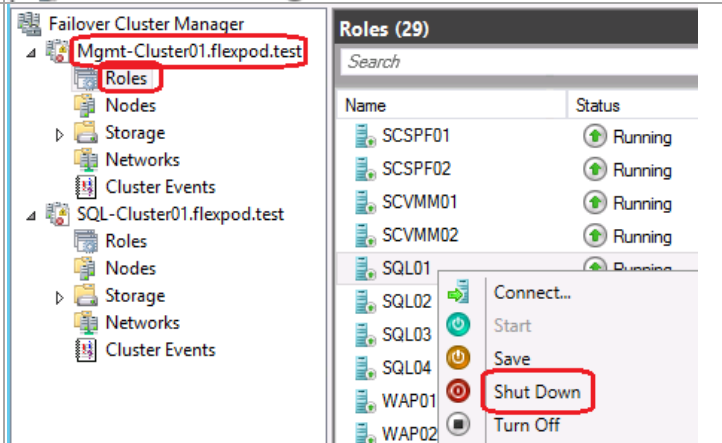 Failover Cluster Manager
Mgmt-Cluster01.flexpod.test
Roles
Nodes
Storage
Networks
Cluster Events
SQL-Cluster01.flexpod.test
Roles
Nodes
Storage
Networks
Cluster Events
Roles (29)
Search
Name Status
SCSPF01 Running
SCSPF02 Running
SCVMM01 Running
SCVMM02 Running
SQL01 Running
SQL02
SQL03
SQL04
WAP01
WAP02
Connect...
Start
Save
Shut Down
Turn Off